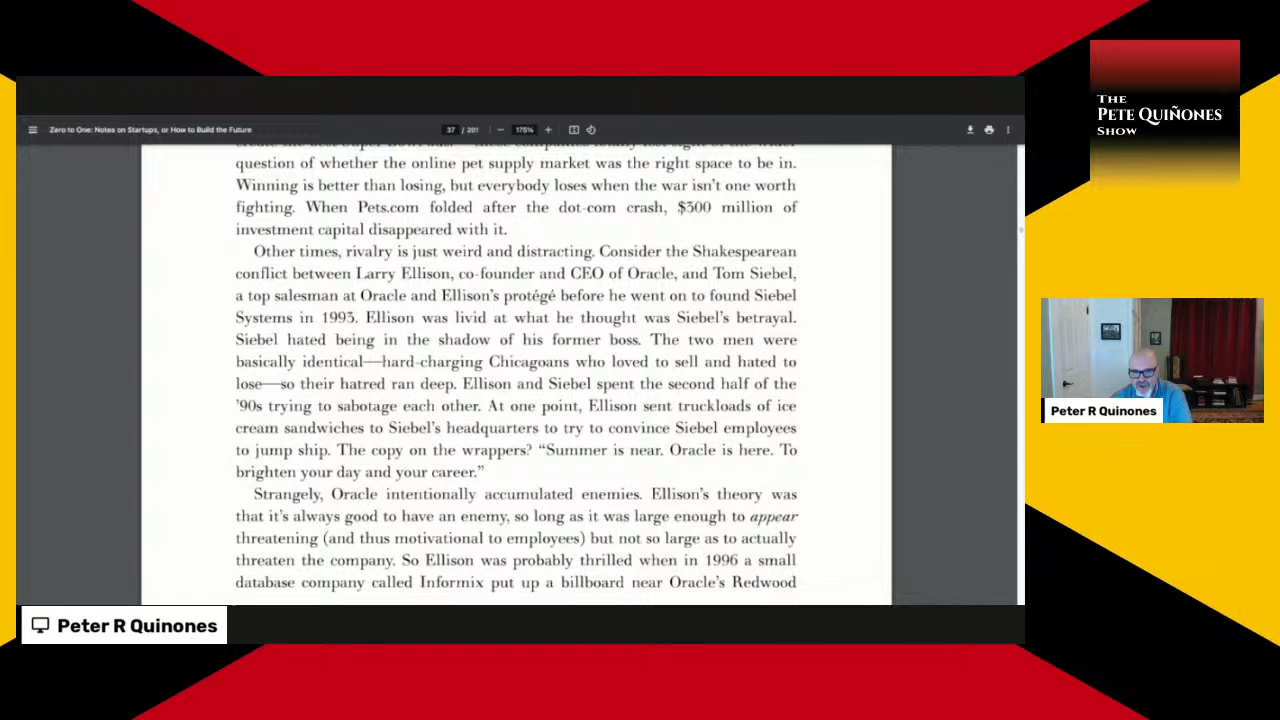 THE
PETE QUIÑONES
SHOW
Zero to One: Notes on Startups, or How to Build the Future
37 / 201
175%
question of whether the online pet supply market was the right space to be in.
Winning is better than losing, but everybody loses when the war isn’t one worth
fighting. When Pets.com folded after the dot-com crash, $300 million of
investment capital disappeared with it.
Other times, rivalry is just weird and distracting. Consider the Shakespearean
conflict between Larry Ellison, co-founder and CEO of Oracle, and Tom Siebel,
a top salesman at Oracle and Ellison’s protégé before he went on to found Siebel
Systems in 1993. Ellison was livid at what he thought was Siebel’s betrayal.
Siebel hated being in the shadow of his former boss. The two men were
basically identical—hard-charging Chicagoans who loved to sell and hated to
lose—so their hatred ran deep. Ellison and Siebel spent the second half of the
’90s trying to sabotage each other. At one point, Ellison sent truckloads of ice
cream sandwiches to Siebel’s headquarters to try to convince Siebel employees
to jump ship. The copy on the wrappers? “Summer is near. Oracle is here. To
brighten your day and your career.”
Strangely, Oracle intentionally accumulated enemies. Ellison’s theory was
that it’s always good to have an enemy, so long as it was large enough to appear
threatening (and thus motivational to employees) but not so large as to actually
threaten the company. So Ellison was probably thrilled when in 1996 a small
database company called Informix put up a billboard near Oracle’s Redwood
Peter R Quinones
Peter R Quinones